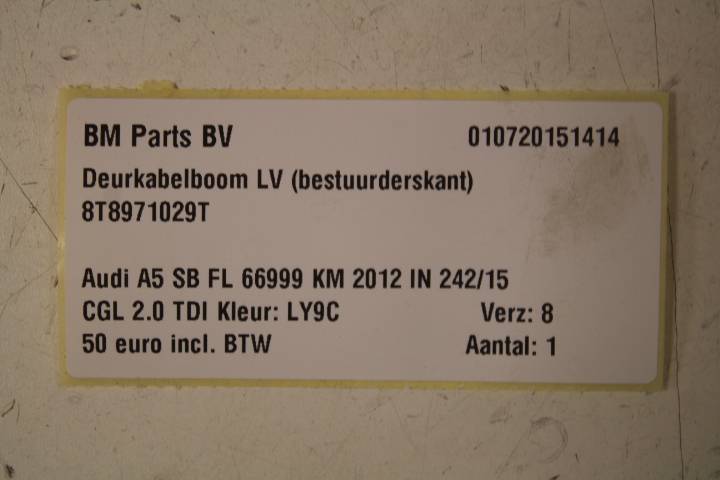 BM Parts BV 010720151414
Deurkabelboom LV (bestuurderskant)
8T8971029T
Audi A5 SB FL 66999 KM 2012 IN 242/15
CGL 2.0 TDI Kleur: LY9C Verz: 8
50 euro incl. BTW Aantal: 1